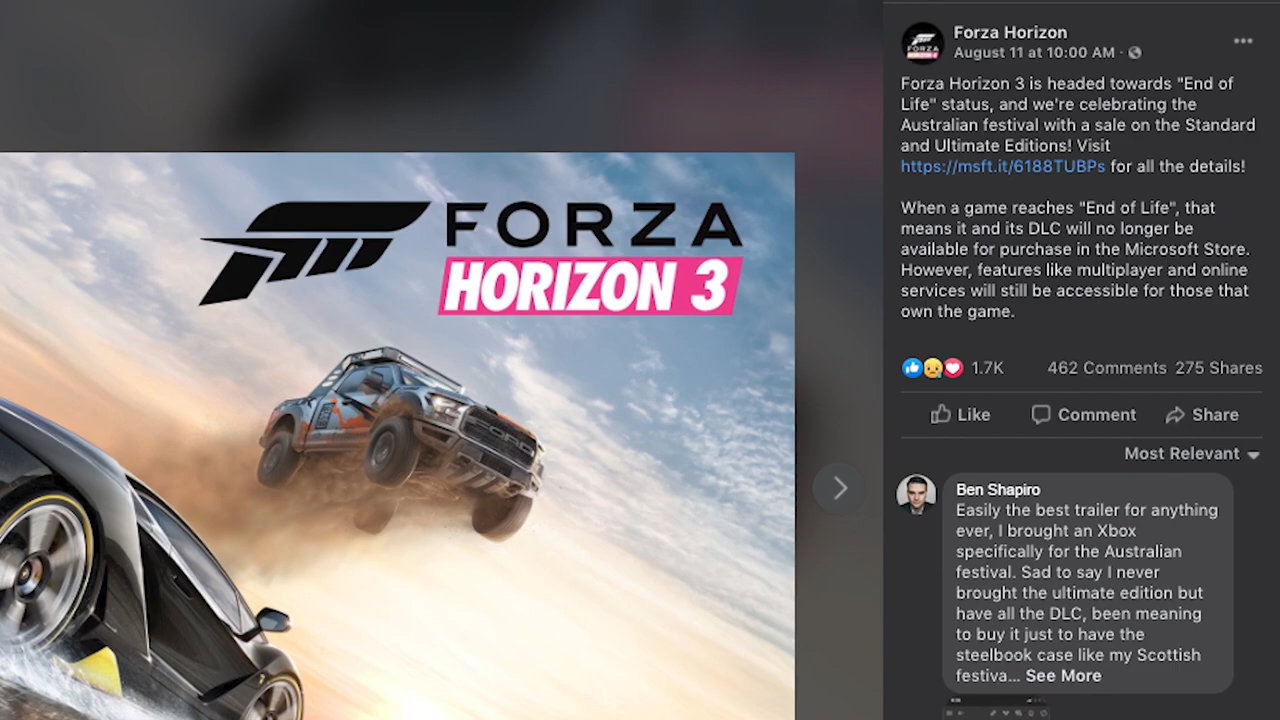 FORZA
HORIZON 3
Forza Horizon
August 11 at 10:00 AM ·
Forza Horizon 3 is headed towards "End of
Life" status, and we're celebrating the
Australian festival with a sale on the Standard
and Ultimate Editions! Visit
https://msft.it/6188TUBPs for all the details!
When a game reaches "End of Life", that
means it and its DLC will no longer be
available for purchase in the Microsoft Store.
However, features like multiplayer and online
services will still be accessible for those that
own the game.
1.7K 462 Comments 275 Shares
Like Comment Share
Most Relevant
Ben Shapiro
Easily the best trailer for anything
ever, I brought an Xbox
specifically for the Australian
festival. Sad to say I never
brought the ultimate edition but
have all the DLC, been meaning
to buy it just to have the
steelbook case like my Scottish
festiva... See More